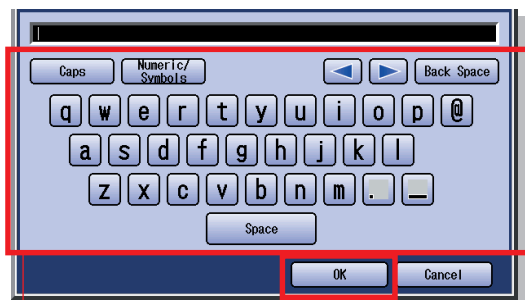 Caps Numeric/ Symbols Back Space
q w e r t y u i o p @
a s d f g h j k l
z x c v b n m . _
Space
OK Cancel